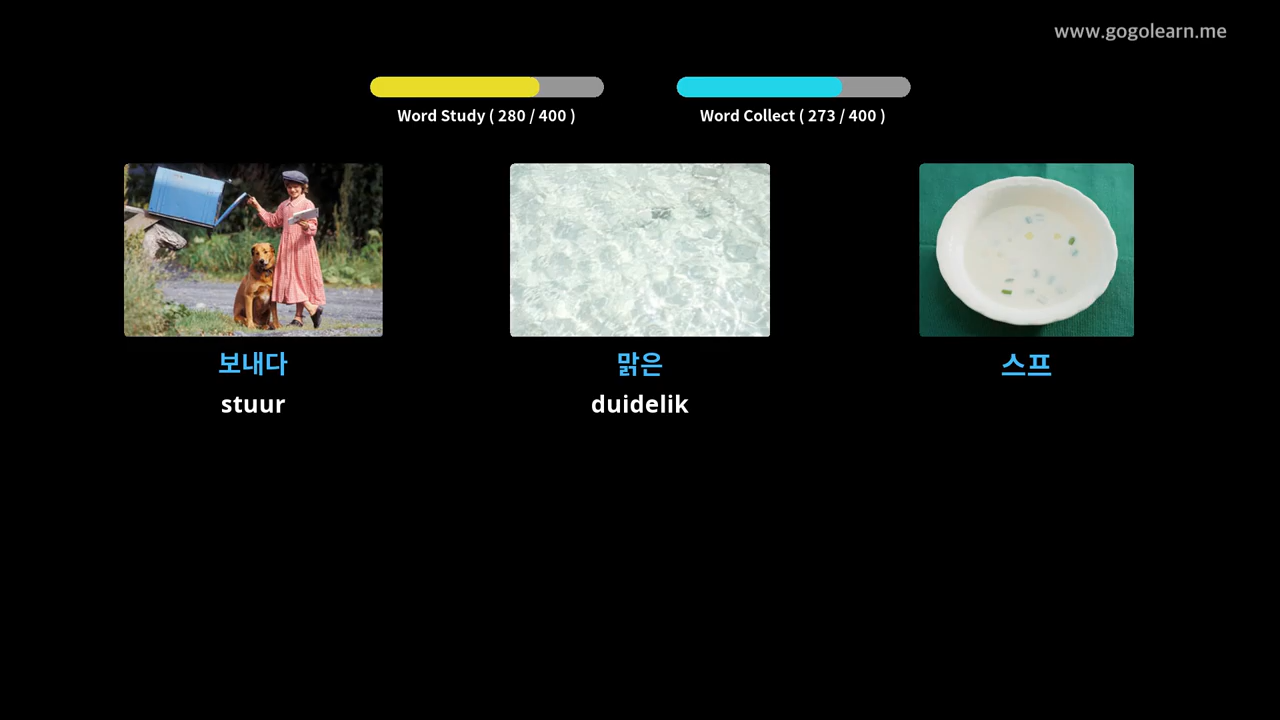 www.gogolearn.me
Word Study ( 280 / 400 )
Word Collect ( 273 / 400 )
보내다
맑은
스프
stuur
duidelik